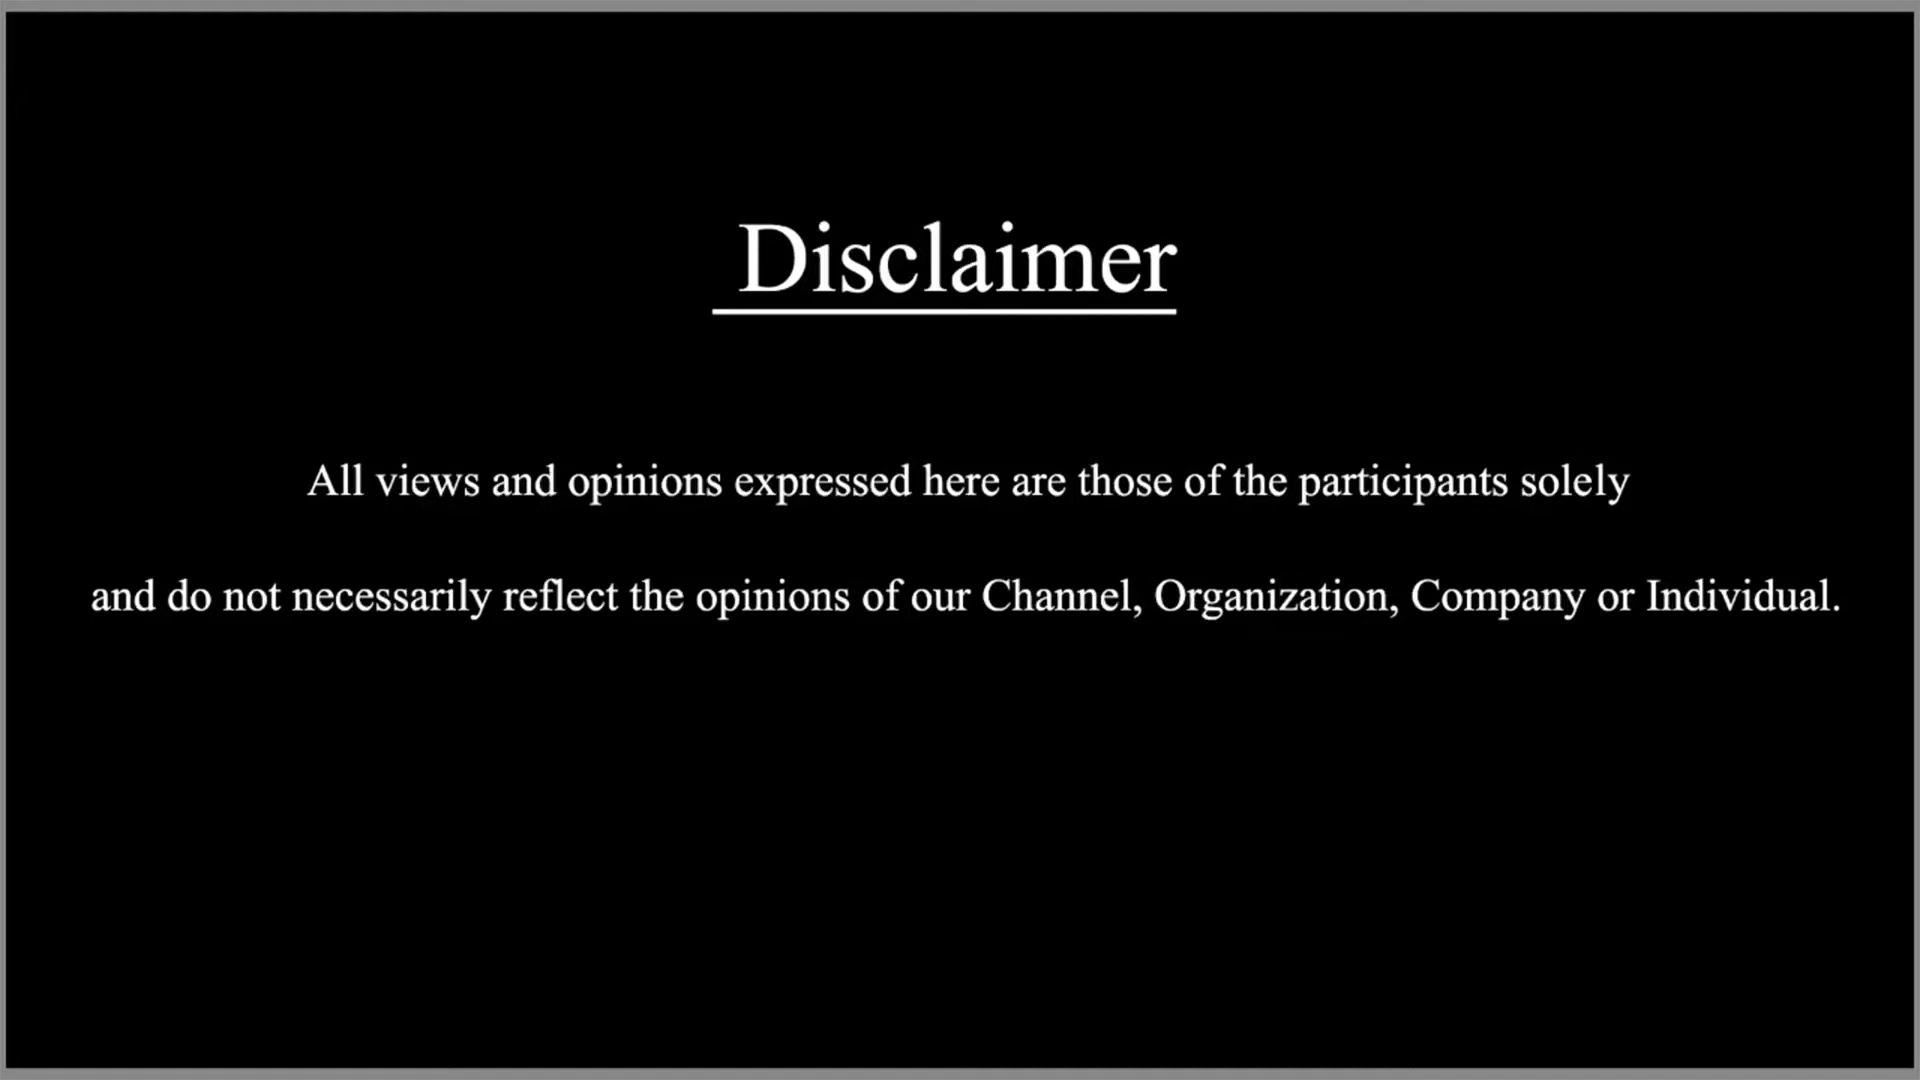 Disclaimer
All views and opinions expressed here are those of the participants solely
and do not necessarily reflect the opinions of our Channel, Organization, Company or Individual.